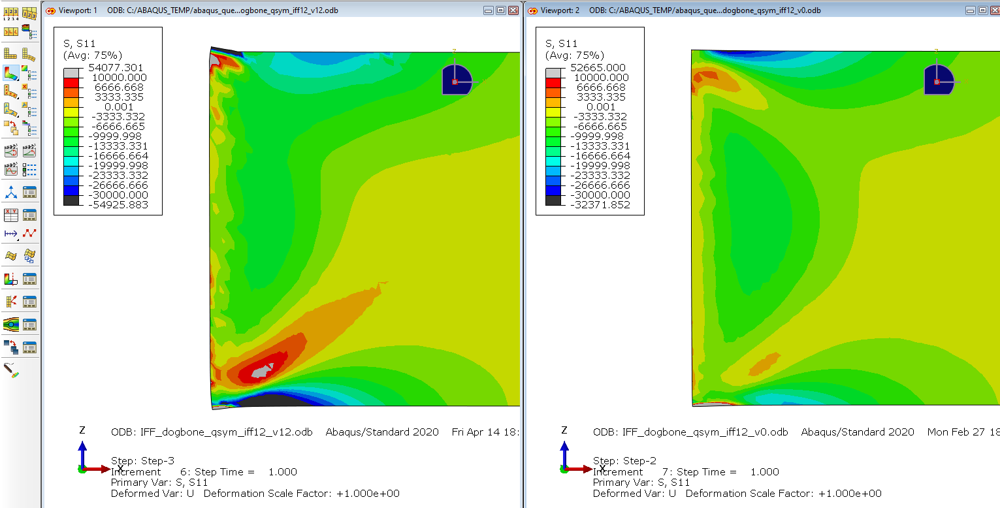 Viewport: 1 ODB: C:/ABAQUS_TEMP/abaqus_que...ogbone_qsym_iff12_v12.odb
S, S11
(Avg: 75%)
54077.301
10000.000
6666.668
3333.335
0.001
-3333.332
-6666.665
-9999.998
-13333.331
-16666.664
-19999.998
-23333.332
-26666.666
-30000.000
-54925.883
Z
X
ODB: IFF_dogbone_qsym_iff12_v12.odb Abaqus/Standard 2020 Fri Apr 14 18:
Step: Step-3
Increment 6: Step Time = 1.000
Primary Var: S, S11
Deformed Var: U Deformation Scale Factor: +1.000e+00
Viewport: 2 ODB: C:/ABAQUS_TEMP/abaqus_que...dogbone_qsym_iff12_v0.odb
S, S11
(Avg: 75%)
52665.000
10000.000
6666.668
3333.335
0.001
-3333.332
-6666.665
-9999.998
-13333.331
-16666.664
-19999.998
-23333.332
-26666.666
-30000.000
-32371.852
Z
X
ODB: IFF_dogbone_qsym_iff12_v0.odb Abaqus/Standard 2020 Mon Feb 27 18
Step: Step-2
Increment 7: Step Time = 1.000
Primary Var: S, S11
Deformed Var: U Deformation Scale Factor: +1.000e+00